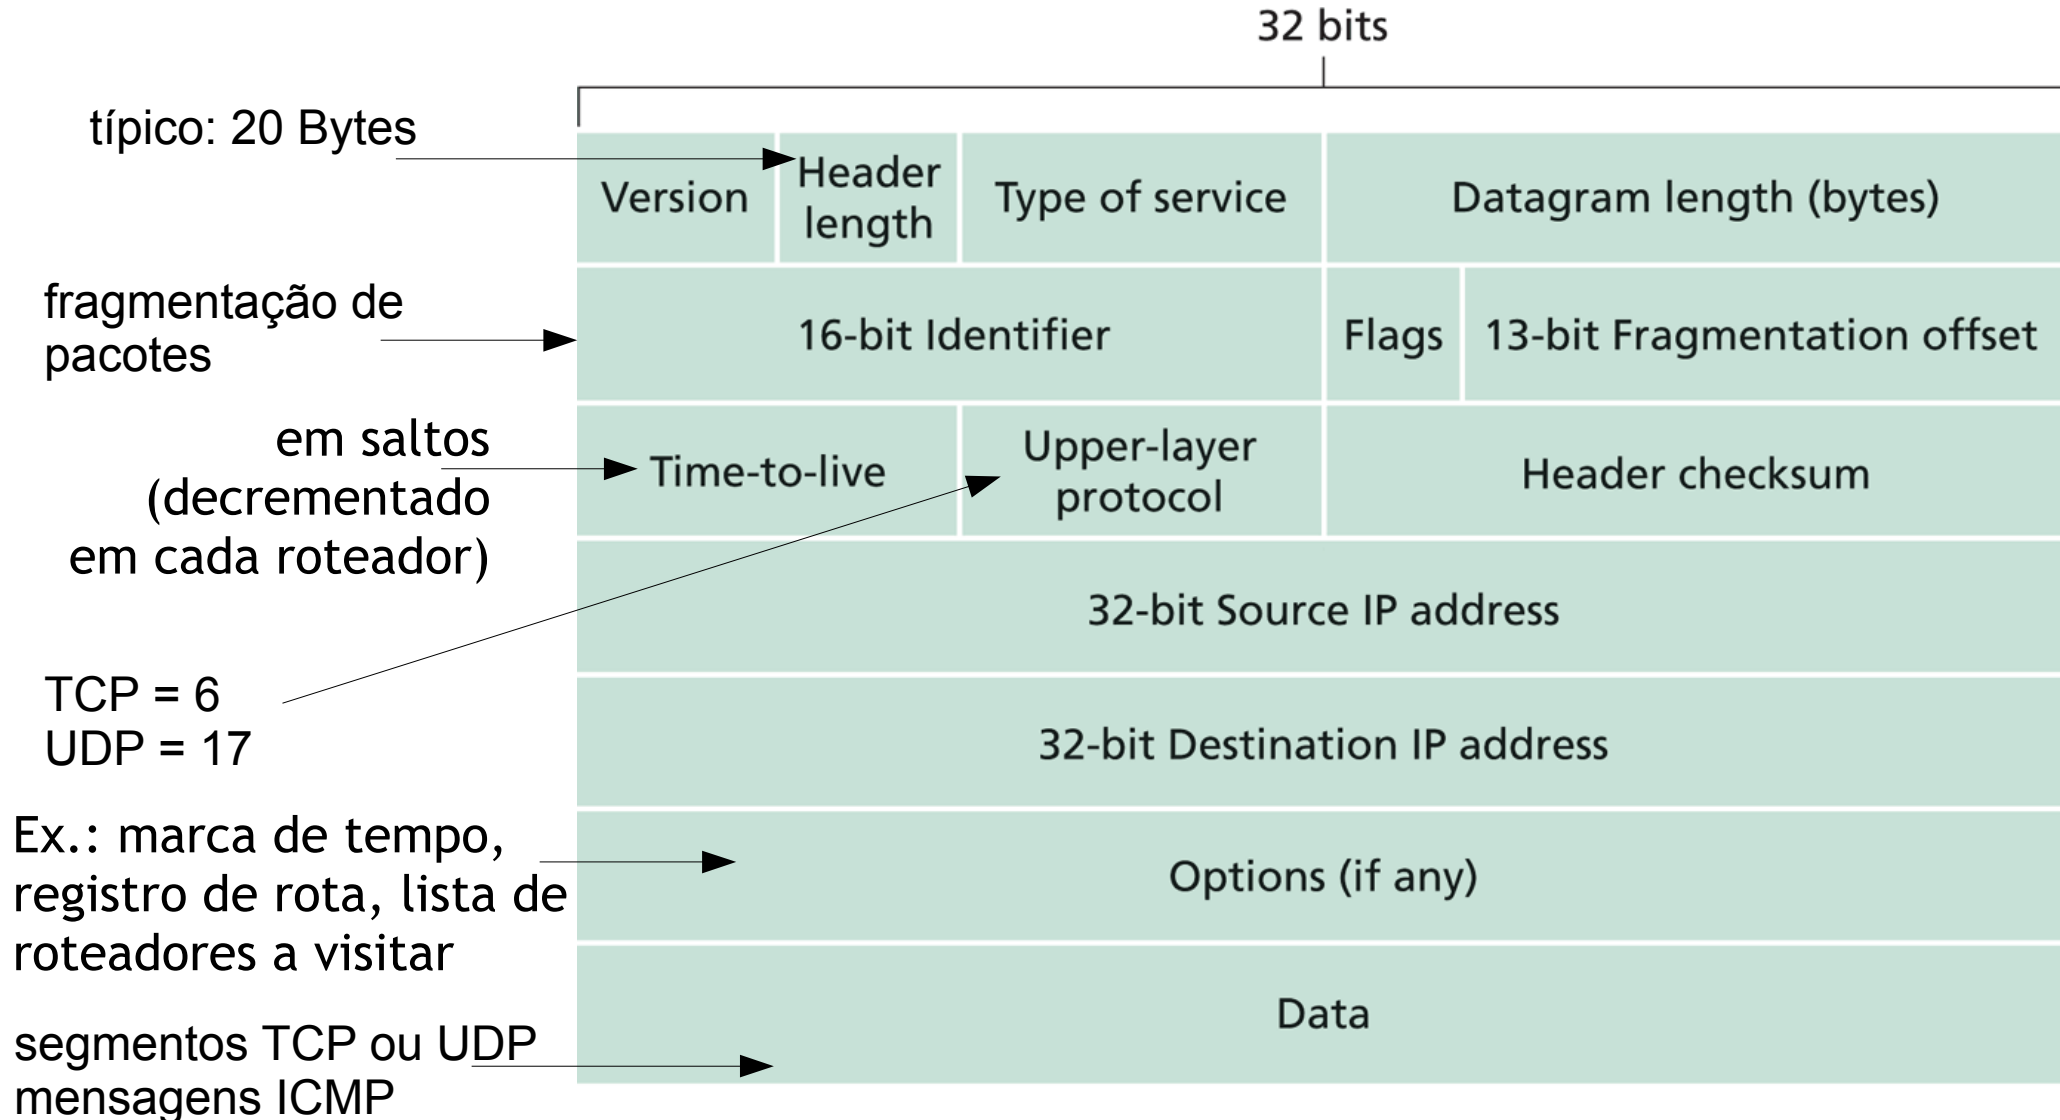 32 bits
típico: 20 Bytes
Version
Header
length
Type of service
Datagram length (bytes)
fragmentação de
pacotes
16-bit Identifier
Flags
13-bit Fragmentation offset
em saltos
(decrementado
em cada roteador)
Time-to-live
Upper-layer
protocol
Header checksum
32-bit Source IP address
TCP = 6
UDP = 17
32-bit Destination IP address
Ex.: marca de tempo,
registro de rota, lista de
roteadores a visitar
Options (if any)
Data
segmentos TCP ou UDP
mensagens ICMP